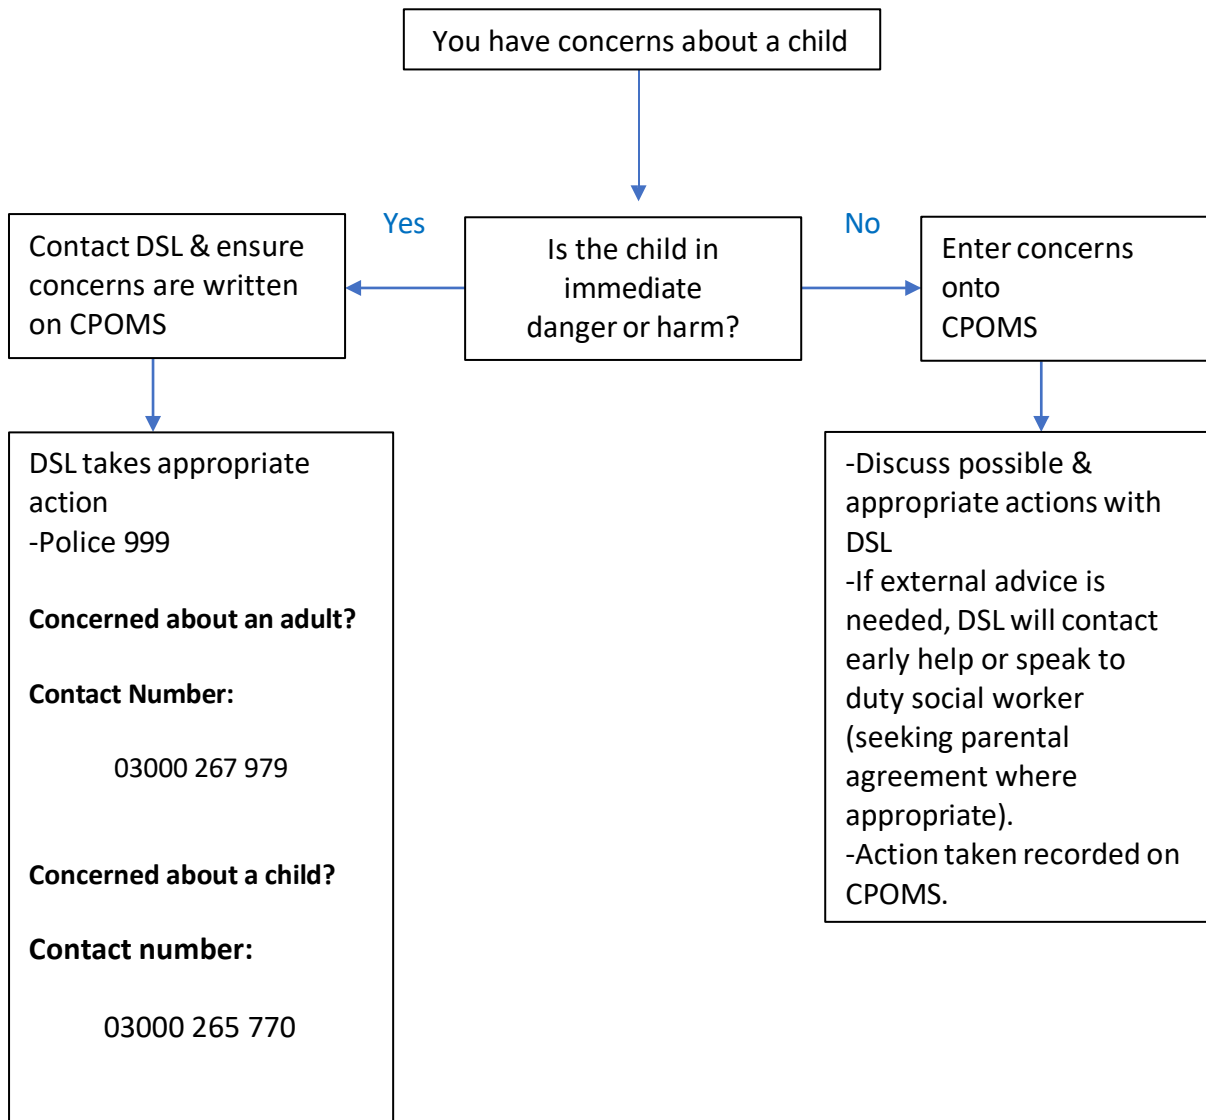 You have concerns about a child
Yes
No
Contact DSL & ensure
concerns are written
on CPOMS
Is the child in
immediate
danger or harm?
Enter concerns
onto
CPOMS
DSL takes appropriate
action
-Police 999
Concerned about an adult?
Contact Number:
03000 267 979
Concerned about a child?
Contact number:
03000 265 770
-Discuss possible &
appropriate actions with
DSL
-If external advice is
needed, DSL will contact
early help or speak to
duty social worker
(seeking parental
agreement where
appropriate).
-Action taken recorded on
CPOMS.